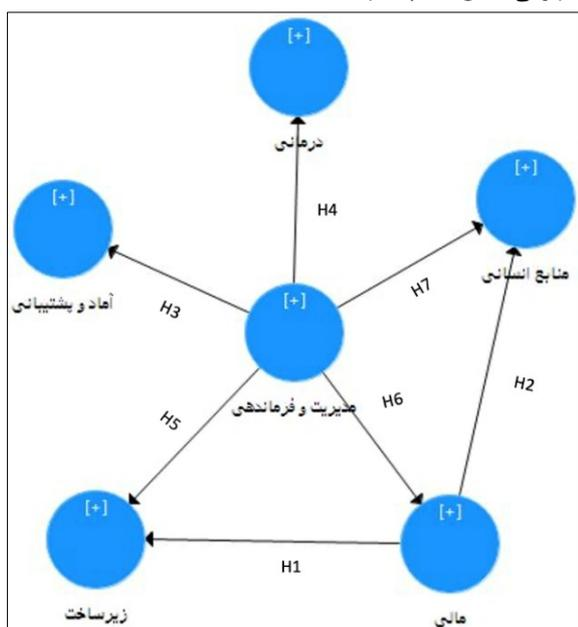 [+]
درمانی
H4
[+]
منابع انسانی
[+]
آماد و پشتیبانی
H3
H7
[+]
مدیریت و فرماندهی
H5
H6
H2
[+]
زیرساخت
H1
[+]
مالی